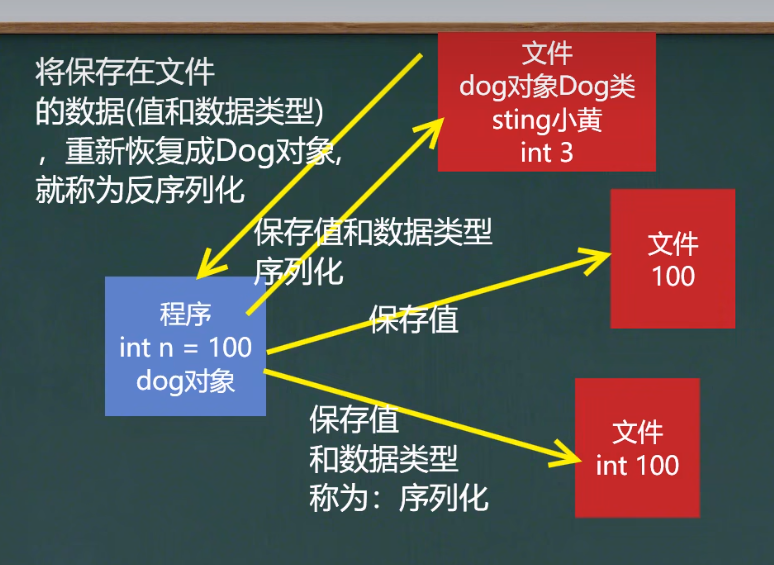 将保存在文件
的数据(值和数据类型)
，重新恢复成Dog对象,
就称为反序列化
文件
dog对象Dog类
sting小黄
int 3
保存值和数据类型
序列化
文件
100
程序
int n = 100
dog对象
保存值
保存值
和数据类型
称为：序列化
文件
int 100